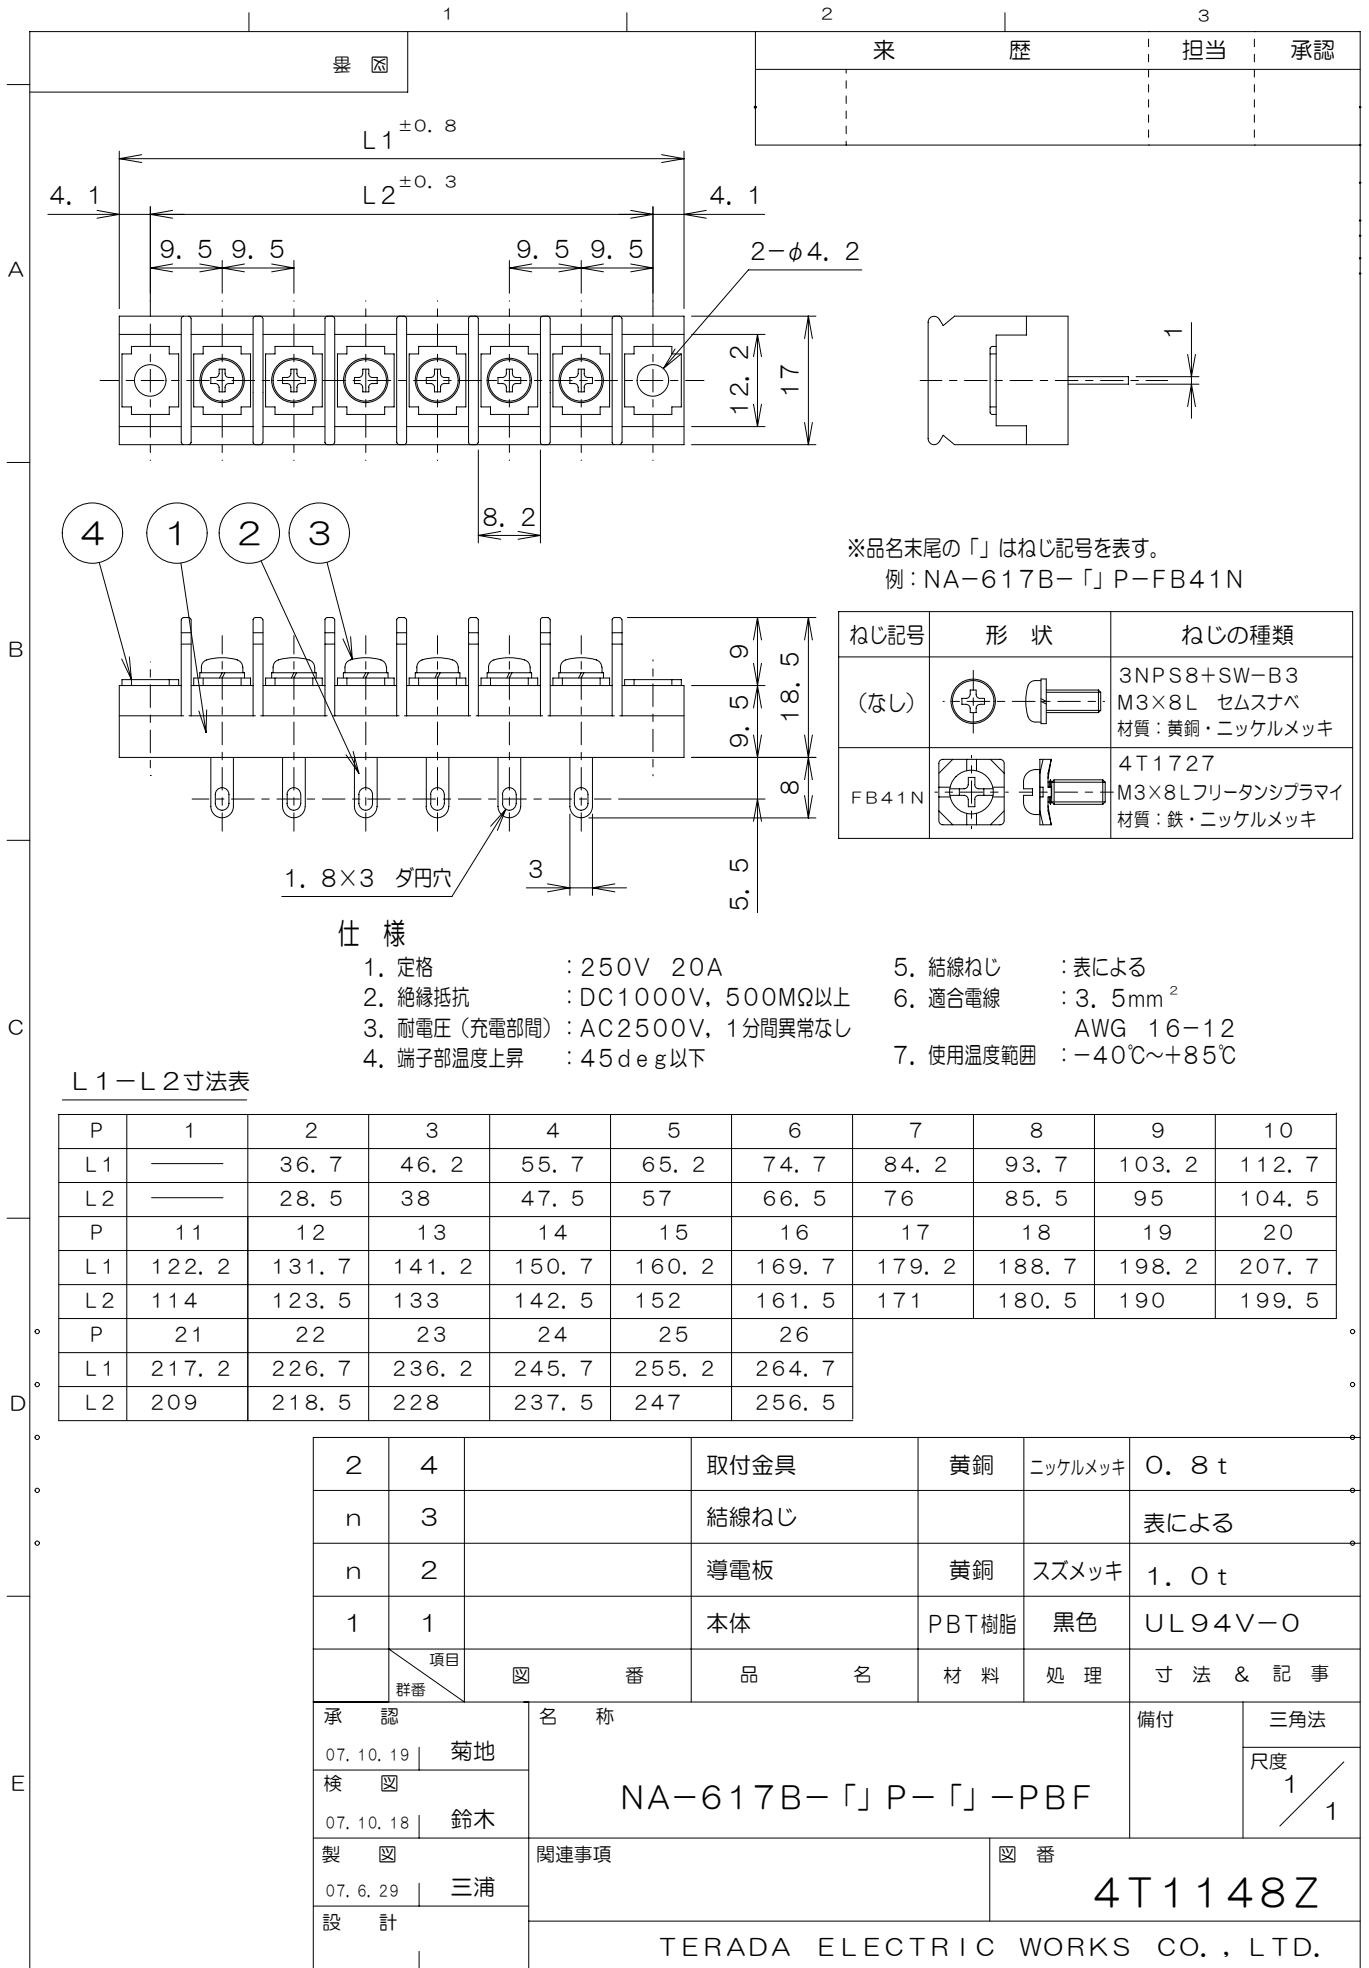 1 2 3
図番
来 歴 担当 承認
L1±0.8
L2±0.3
4.1 4.1
9.5 9.5 9.5 9.5
2-φ4.2
A
12.2
17
1
8.2
4 1 2 3
※品名末尾の「」はねじ記号を表す。
例：NA-617B-「」P-FB41N
ねじ記号 形 状 ねじの種類
(なし)
3NPS8+SW-B3
M3×8L セムスナベ
材質：黄銅・ニッケルメッキ
FB41N
4T1727
M3×8Lフリータンシプラマイ
材質：鉄・ニッケルメッキ
B
9
9.5
18.5
8
5.5
1.8×3 ダ円穴
3
仕 様
1. 定格 ：250V 20A
2. 絶縁抵抗 ：DC1000V, 500MΩ以上
3. 耐電圧（充電部間）：AC2500V, 1分間異常なし
4. 端子部温度上昇 ：45deg以下
5. 結線ねじ ：表による
6. 適合電線 ：3.5mm²
AWG 16-12
7. 使用温度範囲 ：-40℃~+85℃
C
L1-L2寸法表
P 1 2 3 4 5 6 7 8 9 10
L1 ── 36.7 46.2 55.7 65.2 74.7 84.2 93.7 103.2 112.7
L2 ── 28.5 38 47.5 57 66.5 76 85.5 95 104.5
P 11 12 13 14 15 16 17 18 19 20
L1 122.2 131.7 141.2 150.7 160.2 169.7 179.2 188.7 198.2 207.7
L2 114 123.5 133 142.5 152 161.5 171 180.5 190 199.5
P 21 22 23 24 25 26
L1 217.2 226.7 236.2 245.7 255.2 264.7
L2 209 218.5 228 237.5 247 256.5
D
2 4 取付金具 黄銅 ニッケルメッキ 0.8t
n 3 結線ねじ 表による
n 2 導電板 黄銅 スズメッキ 1.0t
1 1 本体 PBT樹脂 黒色 UL94V-0
項目
群番
図 番 品 名 材 料 処 理 寸 法 & 記 事
承 認
07.10.19 菊地
検 図
07.10.18 鈴木
製 図
07.6.29 三浦
設 計
名 称
NA-617B-「」P-「」-PBF
備付 三角法
尺度
1/1
関連事項
図 番
4T1148Z
E
TERADA ELECTRIC WORKS CO., LTD.